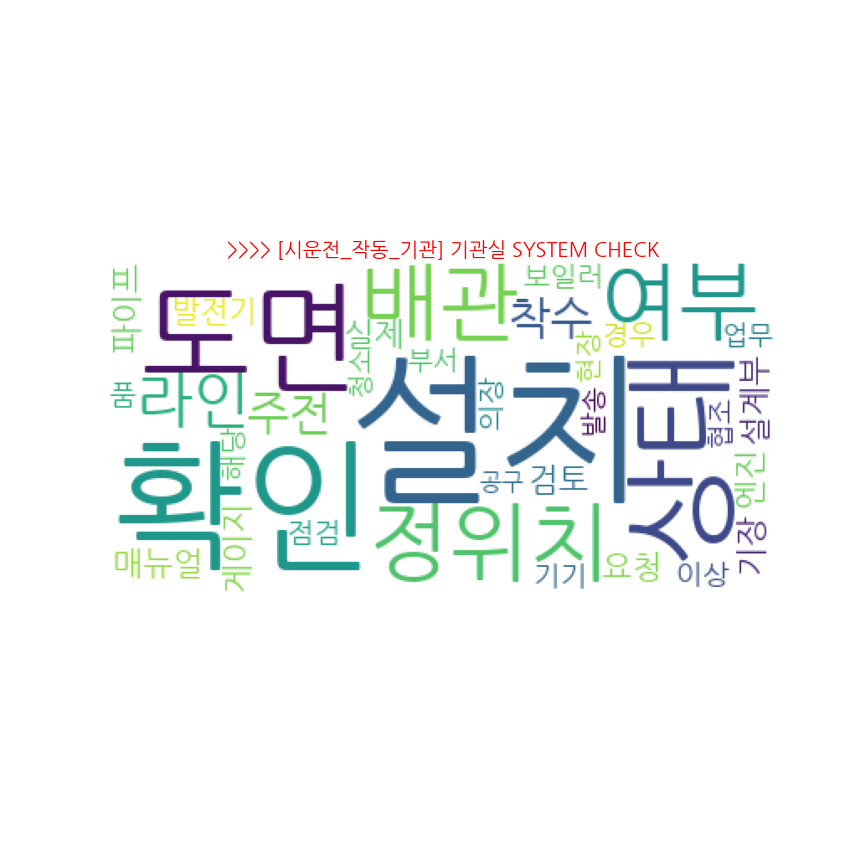 >>>> [시운전_작동_기관] 기관실 SYSTEM CHECK
파이프
발전기
도면
배관
보일러
착수
여부
실제
경우
업무
품
라인
주전
청소
부서
의장
현장
발송
협조
설계부
설치
상태
해당
확인
공구
검토
엔진
게이지
점검
정위치
매뉴얼
기기
요청
이상
기장